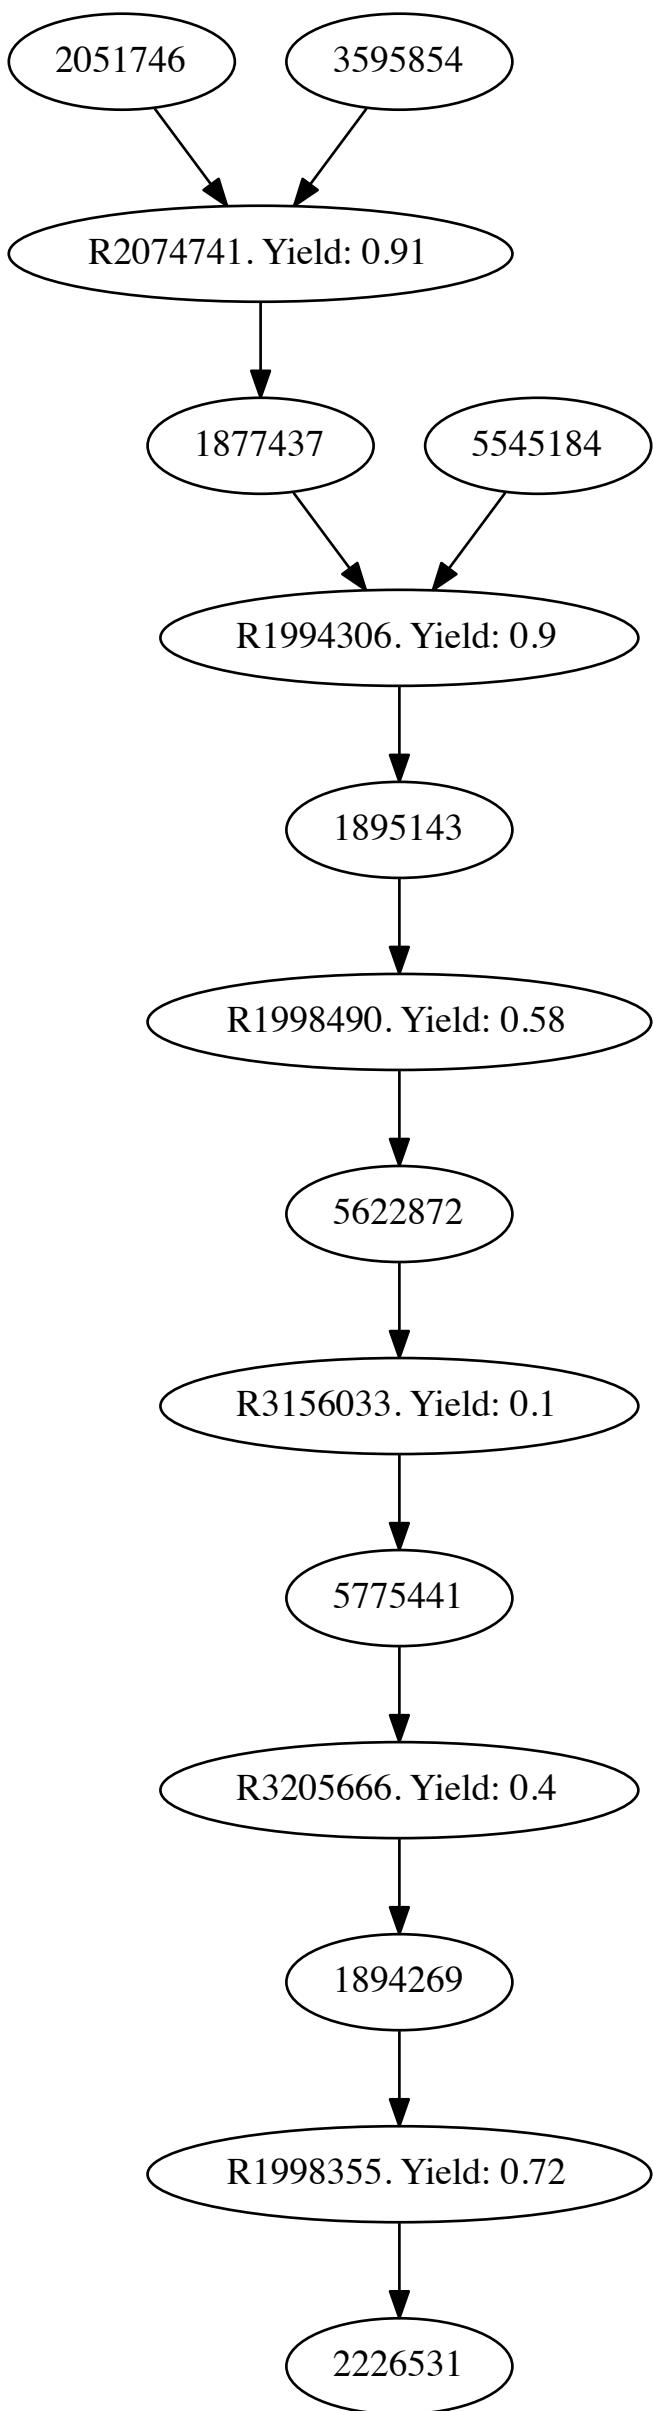 2051746
3595854
R2074741. Yield: 0.91
1877437
5545184
R1994306. Yield: 0.9
1895143
R1998490. Yield: 0.58
5622872
R3156033. Yield: 0.1
5775441
R3205666. Yield: 0.4
1894269
R1998355. Yield: 0.72
2226531